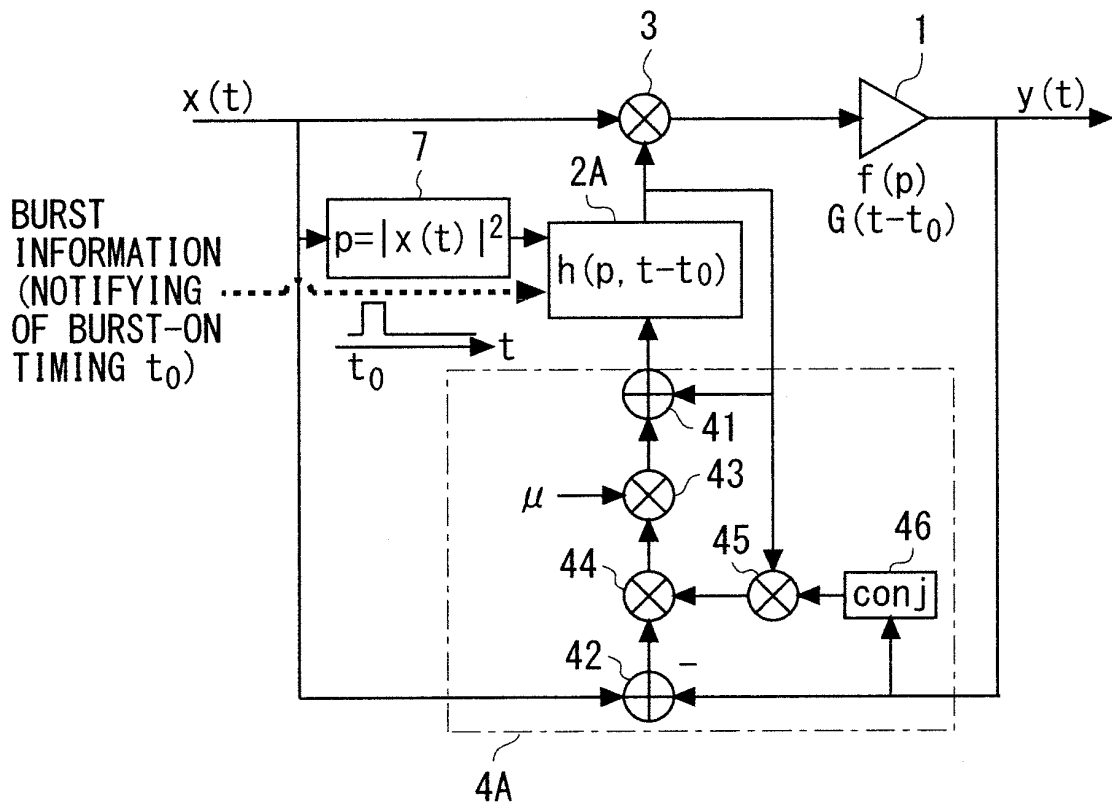 3
1
x(t)
y(t)
7
2A
f(p)
G(t-t₀)
BURST
INFORMATION
(NOTIFYING
OF BURST-ON
TIMING t₀)
p=|x(t)|²
h(p, t-t₀)
t
t₀
41
μ
43
44
45
46
conj
42
-
4A